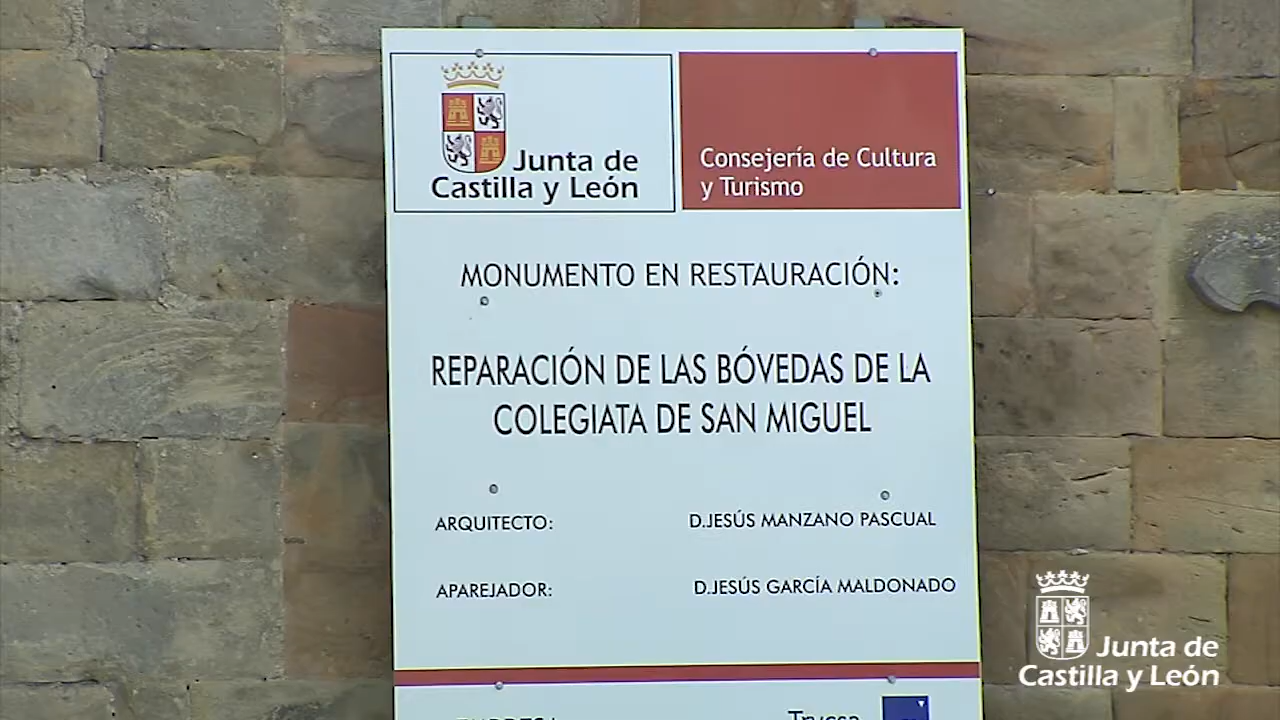 Junta de
Castilla y León
Consejería de Cultura
y Turismo
MONUMENTO EN RESTAURACIÓN:
REPARACIÓN DE LAS BÓVEDAS DE LA
COLEGIATA DE SAN MIGUEL
ARQUITECTO: D.JESÚS MANZANO PASCUAL
APAREJADOR: D.JESÚS GARCÍA MALDONADO
Junta de
Castilla y León